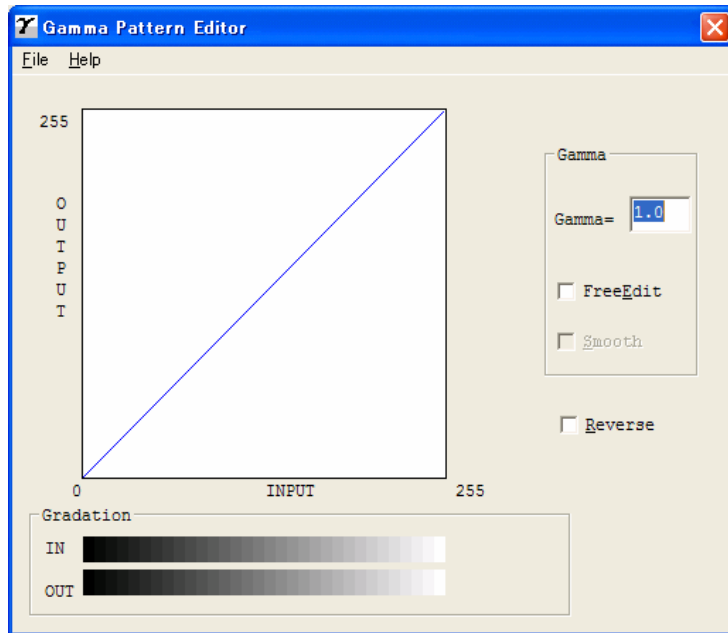 Gamma Pattern Editor
File Help
255
OUTPUT
0 INPUT 255
Gamma
Gamma= 1.0
FreeEdit
Smooth
Reverse
Gradation
IN
OUT